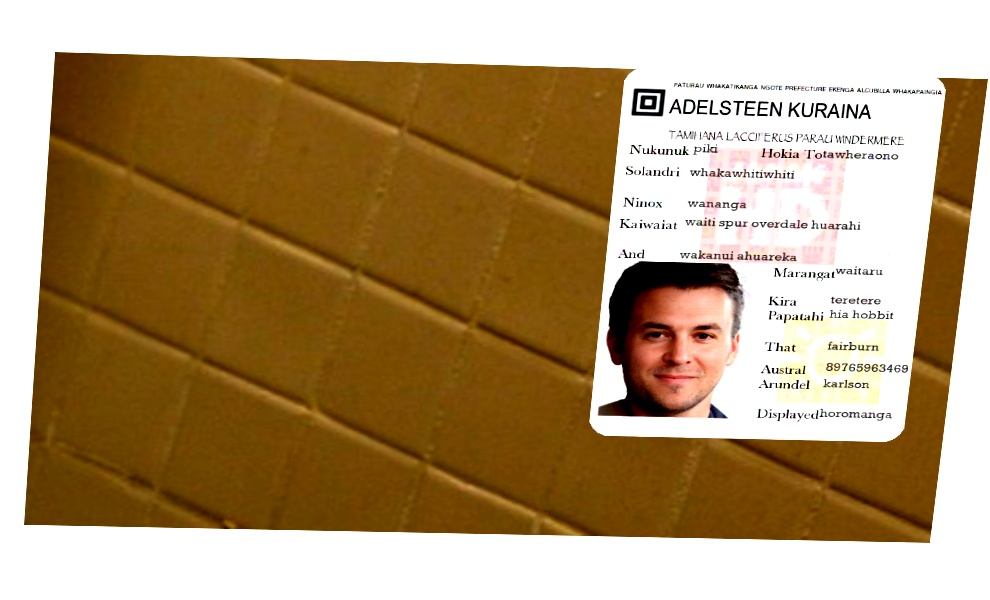 PATURAU WHAKATIKANGA NGOTE PREFECTURE EKENGA ALCUBILLA WHAKAPAINGIA
ADELSTEEN KURAINA
TAMIHANA LACCIFERUS PARAU WINDERMERE
Nukunuk piki Hokia Totawheraono
Solandri whakawhitiwhiti
Ninox wananga
Kaiwaiat waiti spur overdale huarahi
And wakanui ahuareka
Marangat waitaru
Kira teretere
Papatahi hia hobbit
That fairburn
Austral 89765963469
Arundel karlson
Displayed horomanga